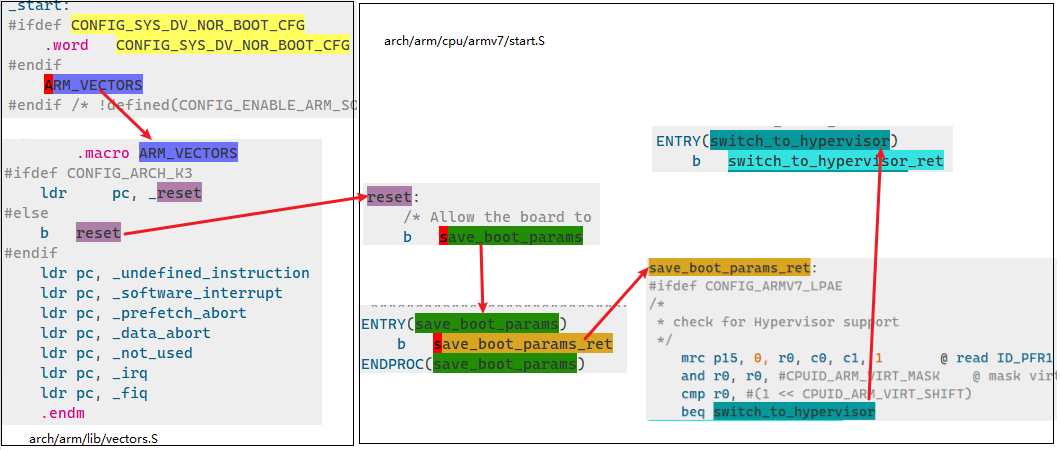 _start:
#ifdef CONFIG_SYS_DV_NOR_BOOT_CFG
.word CONFIG_SYS_DV_NOR_BOOT_CFG
#endif
ARM_VECTORS
#endif /* !defined(CONFIG_ENABLE_ARM_SO
.macro ARM_VECTORS
#ifdef CONFIG_ARCH_K3
ldr pc, _reset
#else
b reset
#endif
ldr pc, _undefined_instruction
ldr pc, _software_interrupt
ldr pc, _prefetch_abort
ldr pc, _data_abort
ldr pc, _not_used
ldr pc, _irq
ldr pc, _fiq
.endm
arch/arm/lib/vectors.S
arch/arm/cpu/armv7/start.S
reset:
/* Allow the board to
b save_boot_params
ENTRY(save_boot_params)
b save_boot_params_ret
ENDPROC(save_boot_params)
ENTRY(switch_to_hypervisor)
b switch_to_hypervisor_ret
save_boot_params_ret:
#ifdef CONFIG_ARMV7_LPAE
/*
* check for Hypervisor support
*/
mrc p15, 0, r0, c0, c1, 1 @ read ID_PFR1
and r0, r0, #CPUID_ARM_VIRT_MASK @ mask virt
cmp r0, #(1 << CPUID_ARM_VIRT_SHIFT)
beq switch_to_hypervisor